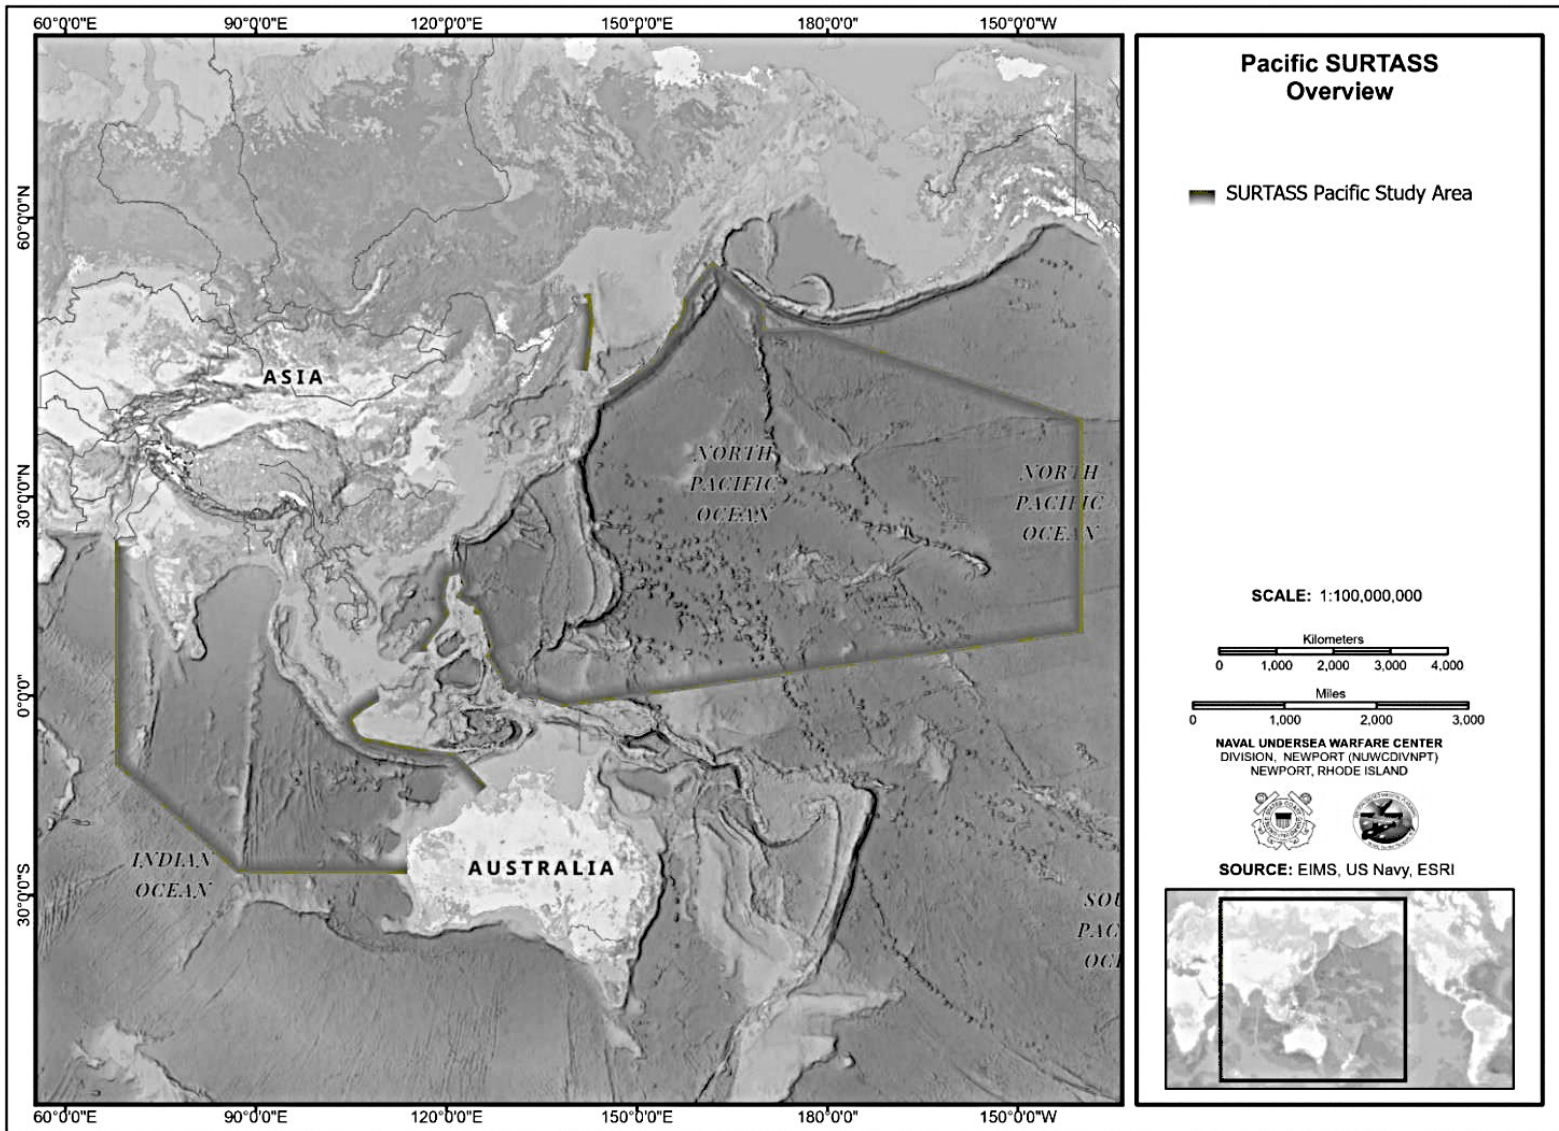 60°0'0"E 90°0'0"E 120°0'0"E 150°0'0"E 180°0'0" 150°0'0"W
60°0'0"N
30°0'0"N
0°0'0"
30°0'0"S
ASIA
NORTH
PACIFIC
OCEAN
NORTH
PACIFIC
OCEAN
INDIAN
OCEAN
AUSTRALIA
SOU
PAC
OCE
60°0'0"E 90°0'0"E 120°0'0"E 150°0'0"E 180°0'0" 150°0'0"W
Pacific SURTASS
Overview
SURTASS Pacific Study Area
SCALE: 1:100,000,000
Kilometers
0 1,000 2,000 3,000 4,000
Miles
0 1,000 2,000 3,000
NAVAL UNDERSEA WARFARE CENTER
DIVISION, NEWPORT (NUWCDIVNPT)
NEWPORT, RHODE ISLAND
SOURCE: EIMS, US Navy, ESRI